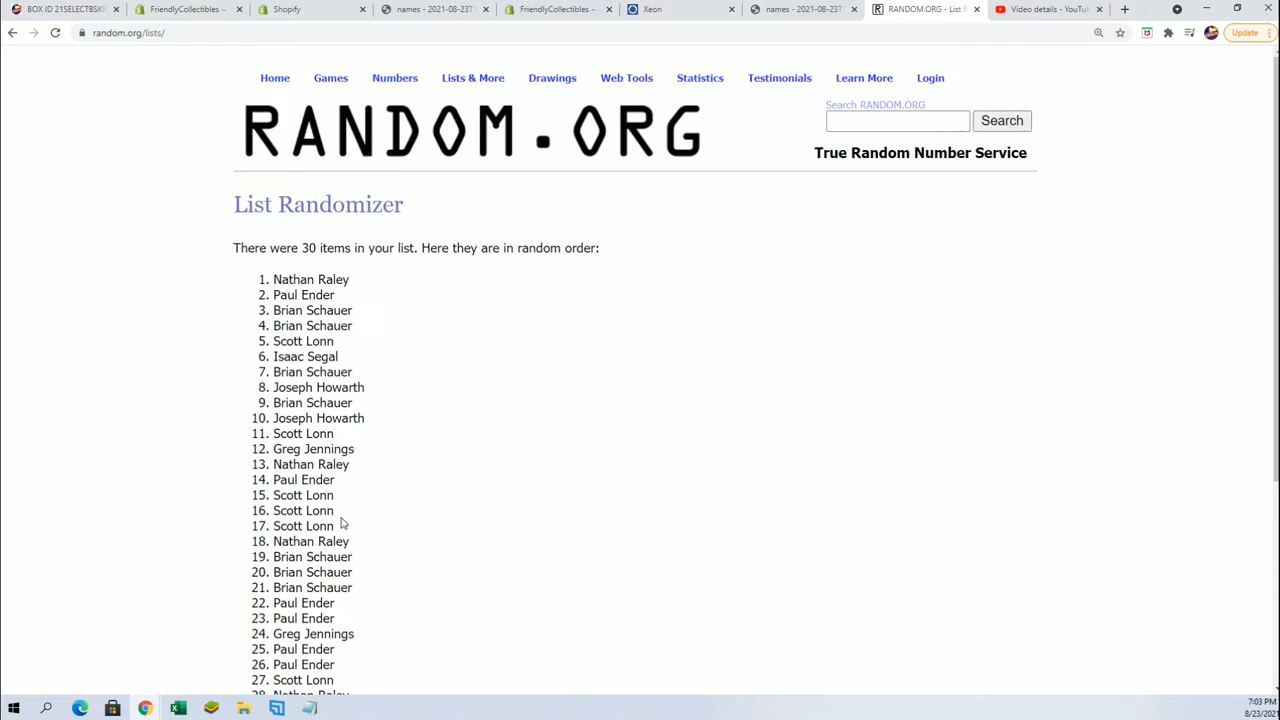 BOX ID 21SELECTBSK
FriendlyCollectibles ~
Shopify
names - 2021-08-23T
FriendlyCollectibles ~
Xeon
names - 2021-08-23T
RANDOM.ORG - List R
Video details - YouTu
random.org/lists/
Update
Home Games Numbers Lists & More Drawings Web Tools Statistics Testimonials Learn More Login
RANDOM.ORG
Search RANDOM.ORG
Search
True Random Number Service
List Randomizer
There were 30 items in your list. Here they are in random order:
1. Nathan Raley
2. Paul Ender
3. Brian Schauer
4. Brian Schauer
5. Scott Lonn
6. Isaac Segal
7. Brian Schauer
8. Joseph Howarth
9. Brian Schauer
10. Joseph Howarth
11. Scott Lonn
12. Greg Jennings
13. Nathan Raley
14. Paul Ender
15. Scott Lonn
16. Scott Lonn
17. Scott Lonn
18. Nathan Raley
19. Brian Schauer
20. Brian Schauer
21. Brian Schauer
22. Paul Ender
23. Paul Ender
24. Greg Jennings
25. Paul Ender
26. Paul Ender
27. Scott Lonn
28. Nathan Raley
7:03 PM
8/23/2021